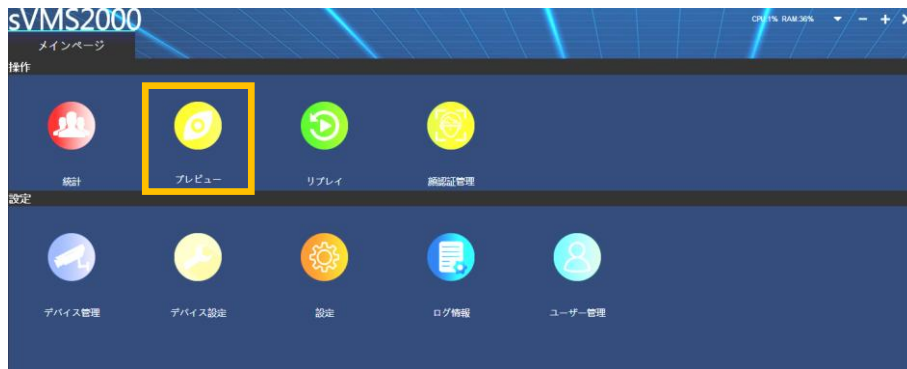 sVMS2000
CPU:1% RAM:36%
メインページ
操作
統計
プレビュー
リプレイ
顔認証管理
設定
デバイス管理
デバイス設定
設定
ログ情報
ユーザー管理